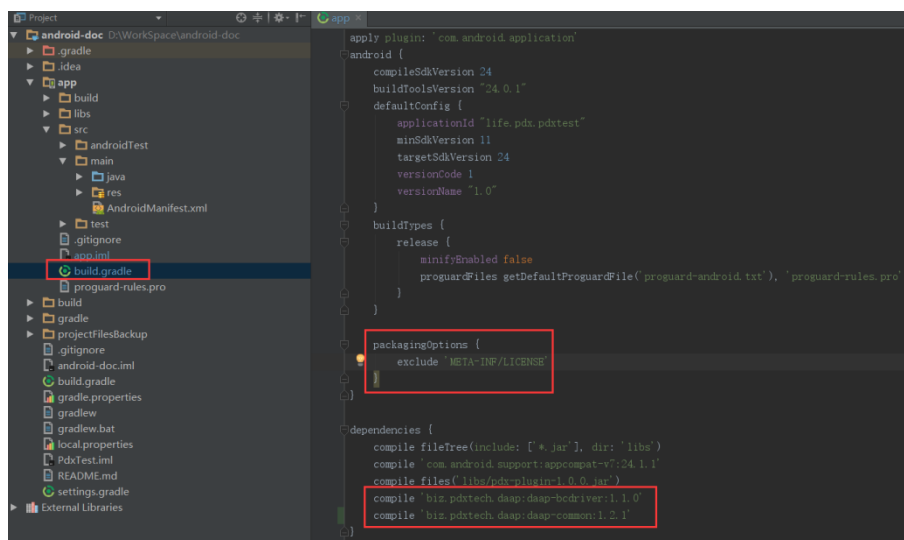 Project
android-doc D:\WorkSpace\android-doc
.gradle
.idea
app
build
libs
src
androidTest
main
java
res
AndroidManifest.xml
test
.gitignore
app.iml
build.gradle
proguard-rules.pro
build
gradle
projectFilesBackup
.gitignore
android-doc.iml
build.gradle
gradle.properties
gradlew
gradlew.bat
local.properties
PdxTest.iml
README.md
settings.gradle
External Libraries
app
apply plugin: 'com.android.application'
android {
compileSdkVersion 24
buildToolsVersion "24.0.1"
defaultConfig {
applicationId "life.pdx.pdxtest"
minSdkVersion 11
targetSdkVersion 24
versionCode 1
versionName "1.0"
}
buildTypes {
release {
minifyEnabled false
proguardFiles getDefaultProguardFile('proguard-android.txt'), 'proguard-rules.pro'
}
}
packagingOptions {
exclude 'META-INF/LICENSE'
}
}
dependencies {
compile fileTree(include: ['*.jar'], dir: 'libs')
compile 'com.android.support:appcompat-v7:24.1.1'
compile files('libs/pdx-plugin-1.0.0.jar')
compile 'biz.pdxtech.daap:daap-bcdriver:1.1.0'
compile 'biz.pdxtech.daap:daap-common:1.2.1'
}